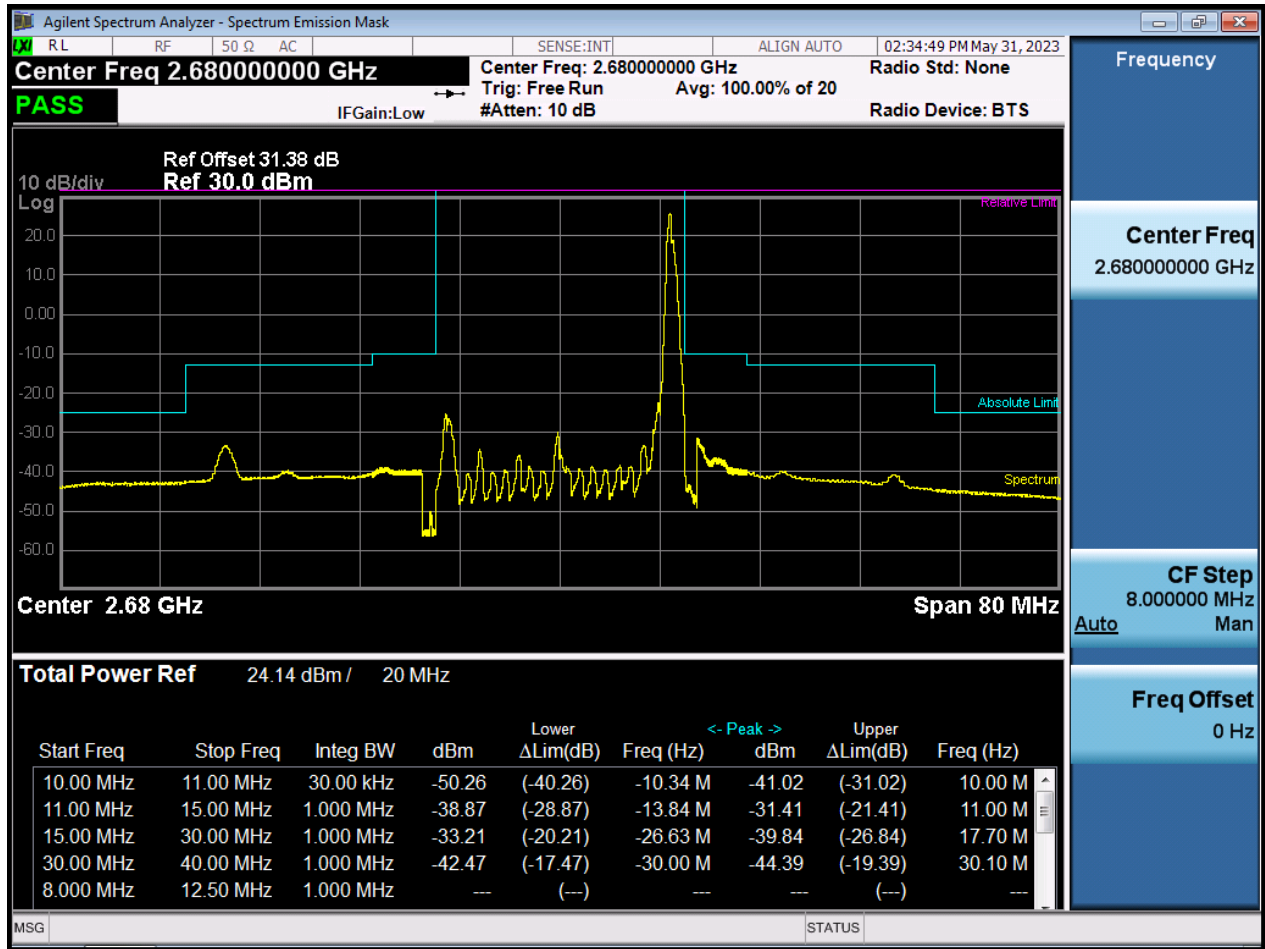 Agilent Spectrum Analyzer - Spectrum Emission Mask
LXI RL RF 50 Ω AC SENSE:INT ALIGN AUTO 02:34:49 PM May 31, 2023
Center Freq 2.680000000 GHz
PASS
IFGain:Low
Center Freq: 2.680000000 GHz
Trig: Free Run Avg: 100.00% of 20
#Atten: 10 dB
Radio Std: None
Radio Device: BTS
Ref Offset 31.38 dB
10 dB/div Ref 30.0 dBm
Log
Relative Limit
20.0
10.0
0.00
-10.0
-20.0
Absolute Limit
-30.0
-40.0
Spectrum
-50.0
-60.0
Center 2.68 GHz Span 80 MHz
Total Power Ref 24.14 dBm / 20 MHz
Lower <- Peak -> Upper
Start Freq Stop Freq Integ BW dBm ΔLim(dB) Freq (Hz) dBm ΔLim(dB) Freq (Hz)
10.00 MHz 11.00 MHz 30.00 kHz -50.26 (-40.26) -10.34 M -41.02 (-31.02) 10.00 M
11.00 MHz 15.00 MHz 1.000 MHz -38.87 (-28.87) -13.84 M -31.41 (-21.41) 11.00 M
15.00 MHz 30.00 MHz 1.000 MHz -33.21 (-20.21) -26.63 M -39.84 (-26.84) 17.70 M
30.00 MHz 40.00 MHz 1.000 MHz -42.47 (-17.47) -30.00 M -44.39 (-19.39) 30.10 M
8.000 MHz 12.50 MHz 1.000 MHz --- (---) --- --- (---) ---
MSG STATUS
Frequency
Center Freq
2.680000000 GHz
CF Step
8.000000 MHz
Auto Man
Freq Offset
0 Hz